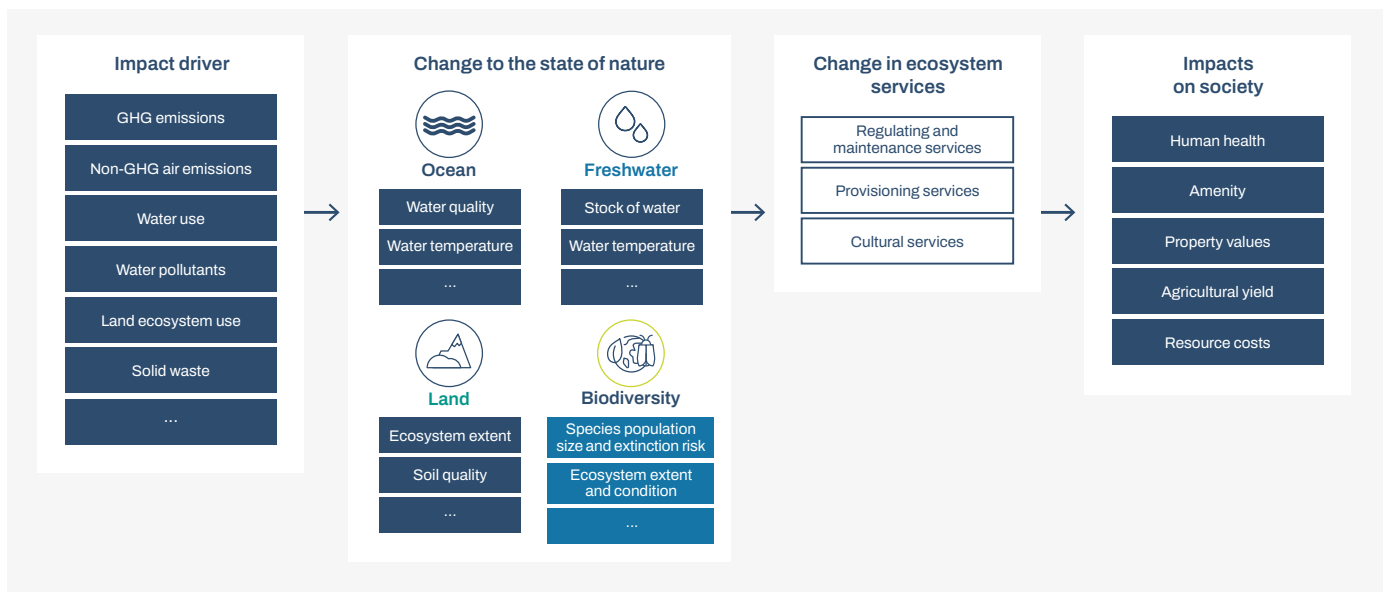 Impact driver
GHG emissions
Non-GHG air emissions
Water use
Water pollutants
Land ecosystem use
Solid waste
...
Change to the state of nature
Ocean
Water quality
Water temperature
...
Freshwater
Stock of water
Water temperature
...
Land
Ecosystem extent
Soil quality
...
Biodiversity
Species population
size and extinction risk
Ecosystem extent
and condition
...
Change in ecosystem
services
Regulating and
maintenance services
Provisioning services
Cultural services
Impacts
on society
Human health
Amenity
Property values
Agricultural yield
Resource costs